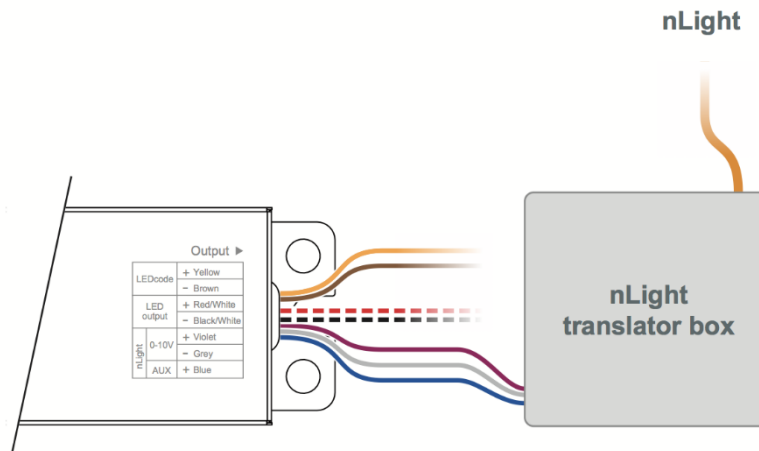 nLight
Output ▶
LEDcode + Yellow
− Brown
LED output + Red/White
− Black/White
nLight 0-10V + Violet
− Grey
AUX + Blue
nLight
translator box